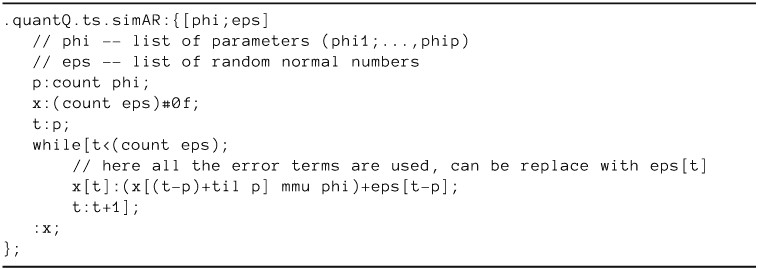 .quantQ.ts.simAR:{[phi;eps]
// phi -- list of parameters (phi1;...,phip)
// eps -- list of random normal numbers
p:count phi;
x:(count eps)#0f;
t:p;
while[t<(count eps);
// here all the error terms are used, can be replace with eps[t]
x[t]:(x[(t-p)+til p] mmu phi)+eps[t-p];
t:t+1];
:x;
};